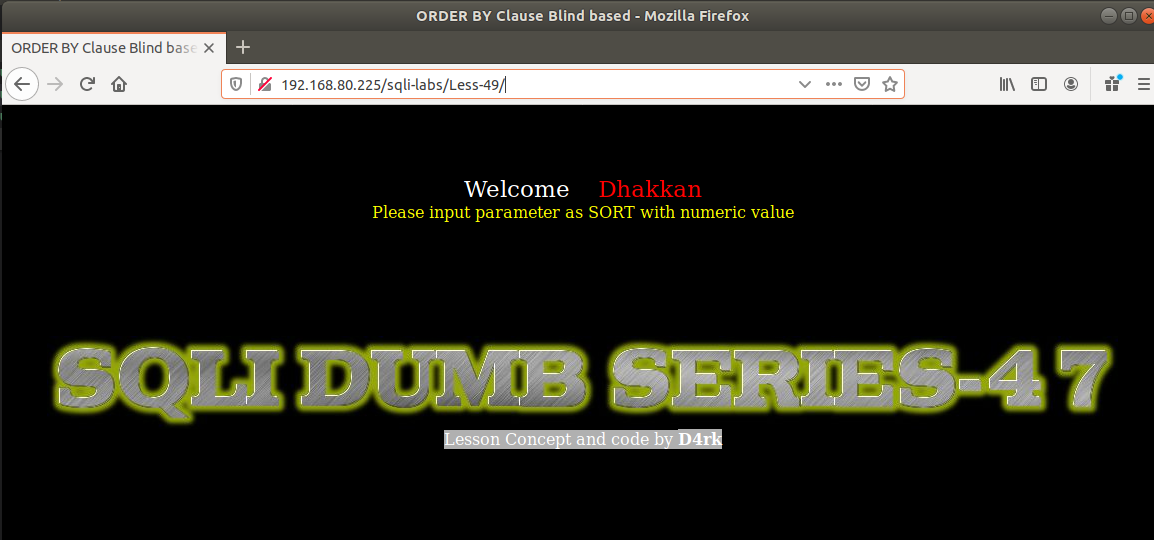 ORDER BY Clause Blind based - Mozilla Firefox
ORDER BY Clause Blind base
192.168.80.225/sqli-labs/Less-49/
Welcome Dhakkan
Please input parameter as SORT with numeric value
SQLI DUMB SERIES-4 7
Lesson Concept and code by D4rk